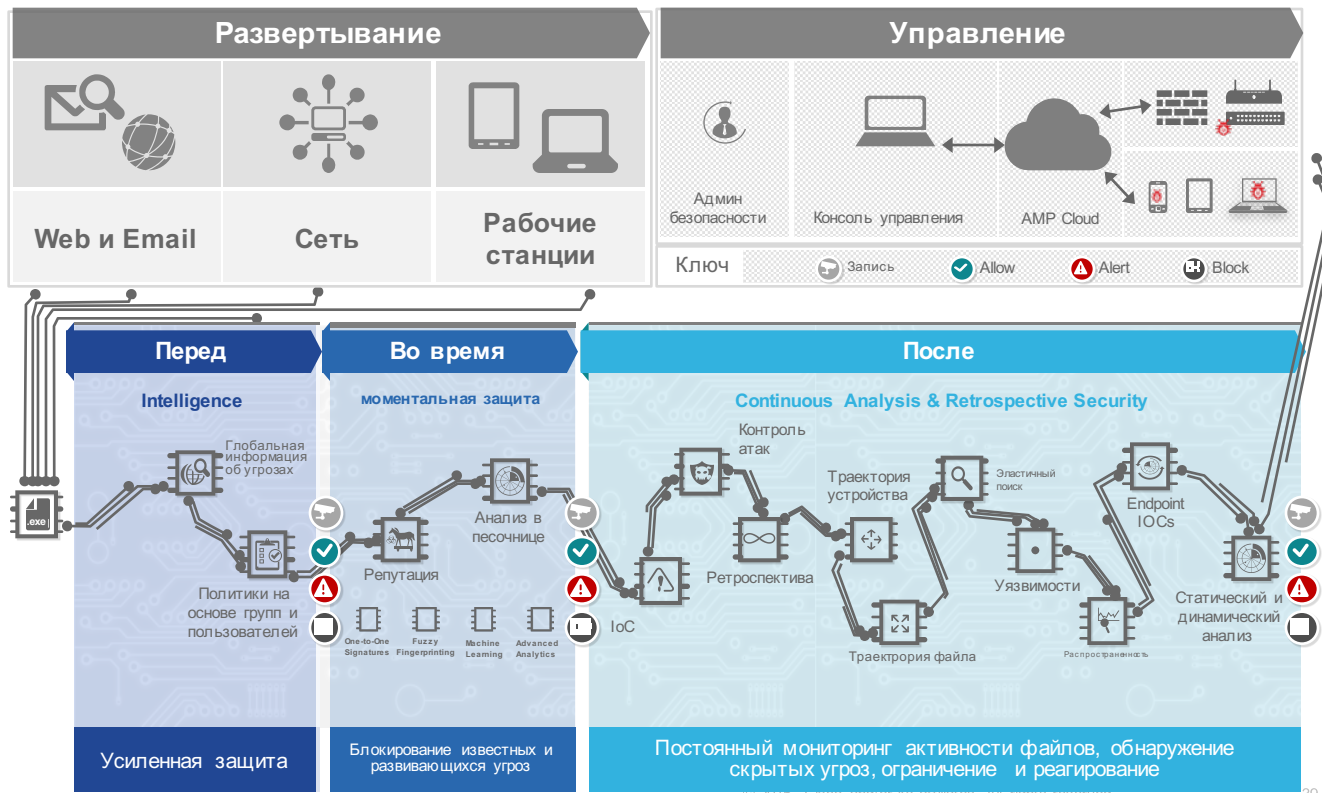 Развертывание
Управление
Web и Email
Сеть
Рабочие
станции
Админ
безопасности
Консоль управления
AMP Cloud
Ключ
Запись
Allow
Alert
Block
Перед
Во время
После
Intelligence
моментальная защита
Continuous Analysis & Retrospective Security
Глобальная
информация
об угрозах
.exe
Политики на
основе групп и
пользователей
Репутация
Анализ в
песочнице
One-to-One
Signatures
Fuzzy
Fingerprinting
Machine
Learning
Advanced
Analytics
IoC
Контроль
атак
Ретроспектива
Траектория
устройства
Траектрория файла
Эластичный
поиск
Уязвимости
Распространенность
Endpoint
IOCs
Статический и
динамический
анализ
Усиленная защита
Блокирование известных и
развивающихся угроз
Постоянный мониторинг активности файлов, обнаружение
скрытых угроз, ограничение и реагирование
39